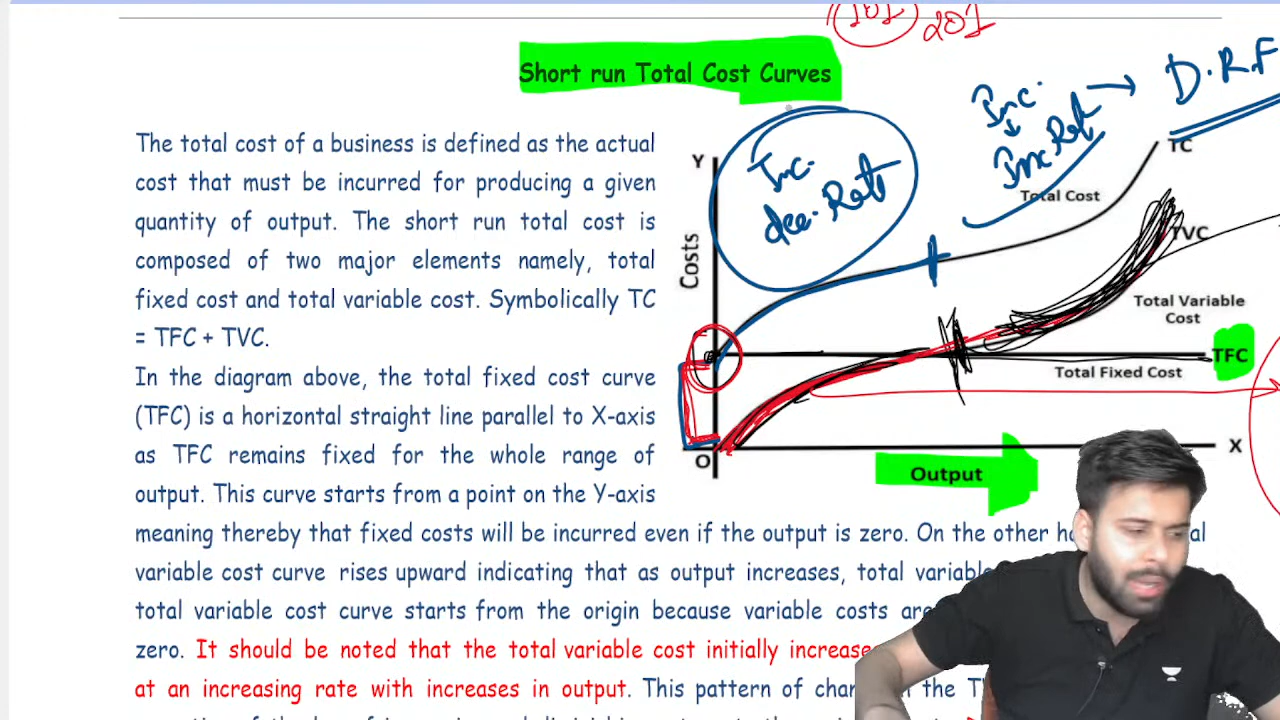 (101) 201
Short run Total Cost Curves
The total cost of a business is defined as the actual
cost that must be incurred for producing a given
quantity of output. The short run total cost is
composed of two major elements namely, total
fixed cost and total variable cost. Symbolically TC
= TFC + TVC.
In the diagram above, the total fixed cost curve
(TFC) is a horizontal straight line parallel to X-axis
as TFC remains fixed for the whole range of
output. This curve starts from a point on the Y-axis
meaning thereby that fixed costs will be incurred even if the output is zero. On the other
variable cost curve rises upward indicating that as output increases, total
total variable cost curve starts from the origin because variable costs
zero. It should be noted that the total variable cost initially
at an increasing rate with increases in output. This pattern of
Y
Costs
Inc.
dec. Rate
Inc.
Inc Rate
D.R.F
TC
Total Cost
TVC
Total Variable
Cost
TFC
Total Fixed Cost
O
X
Output